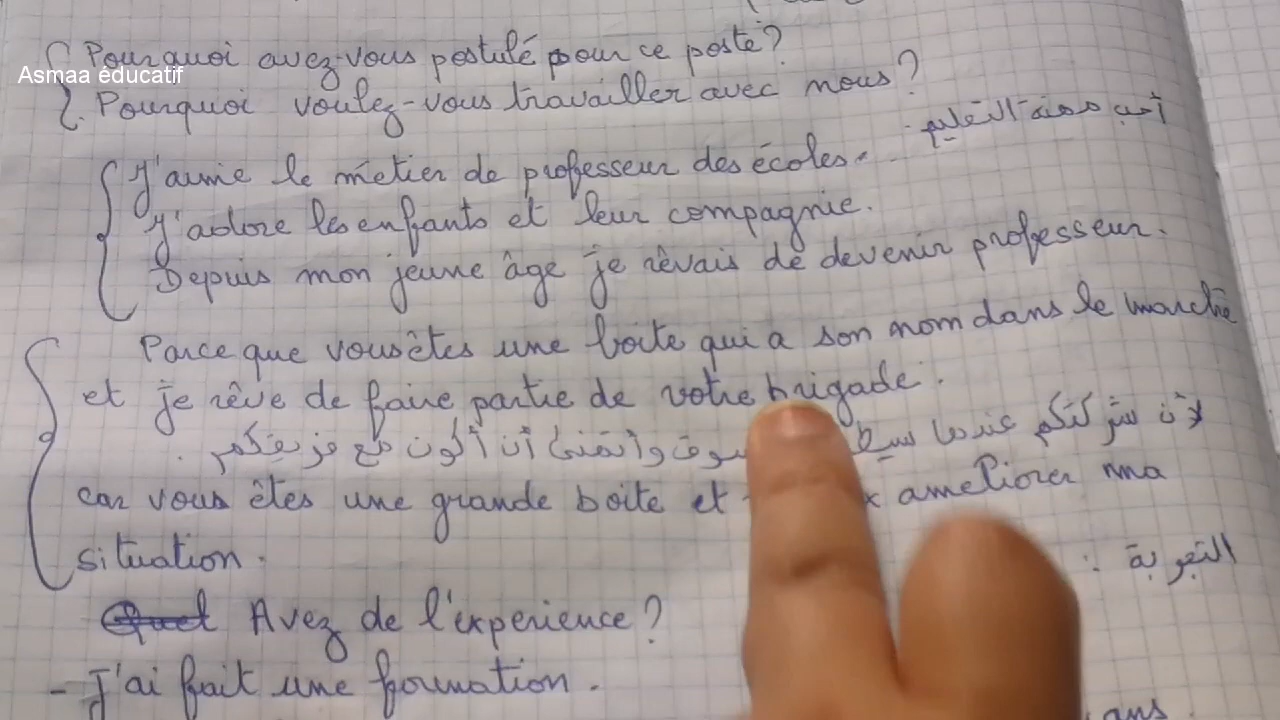 Pourquoi avez-vous postulé pour ce poste?
Asmaa éducatif
Pourquoi voulez-vous travailler avec nous?
أحب مهنة التعليم.
J'aime le métier de professeur des écoles.
J'adore les enfants et leur compagnie.
Depuis mon jeune âge je rêvais de devenir professeur.
Parce que vous êtes une boite qui a son nom dans le marché
et je rêve de faire partie de votre brigade.
لأن شركتكم عندها سوق وأتمنى أن أكون مع فريقكم.
car vous êtes une grande boite et ameliorer ma
situation.
التجربة :
Avez de l'experience?
- J'ai fait une formation.
ans